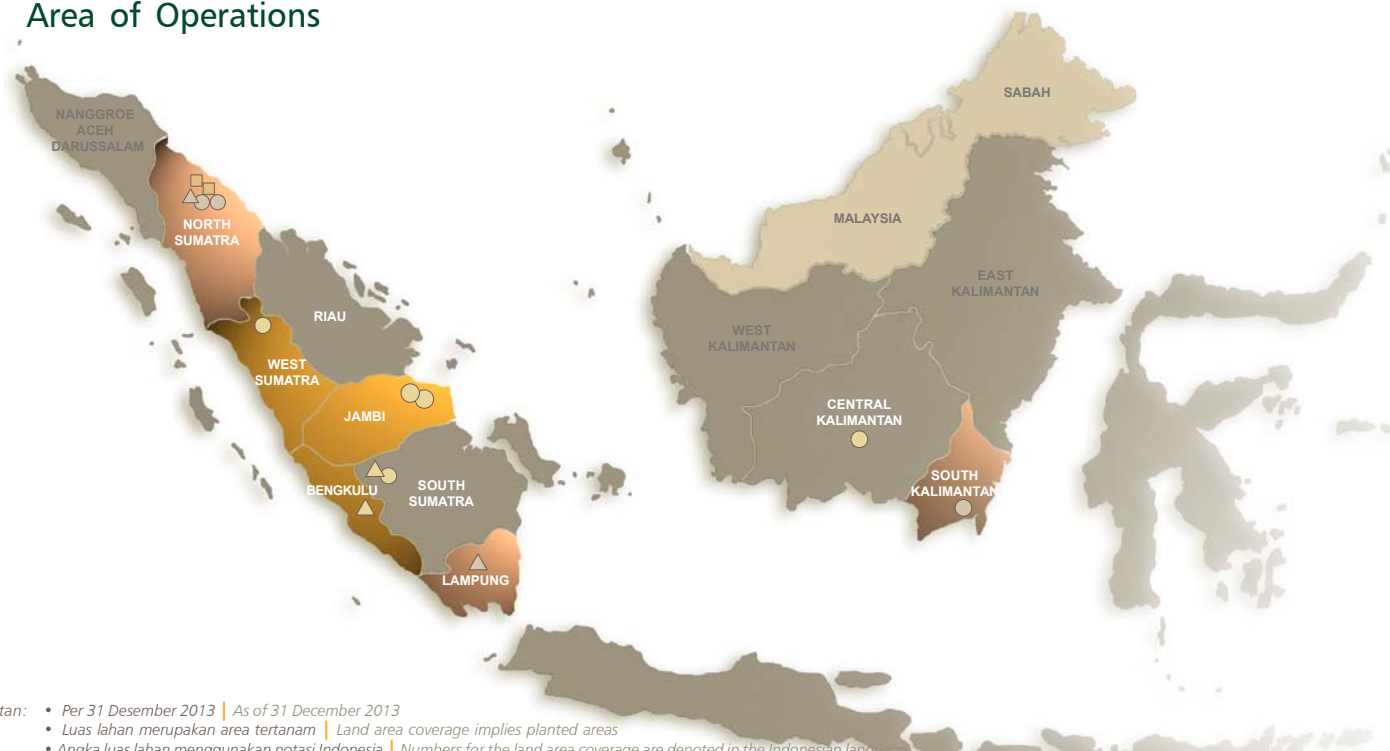 Area of Operations
SABAH
NANGGROE
ACEH
DARUSSALAM
MALAYSIA
NORTH
SUMATRA
EAST
KALIMANTAN
RIAU
WEST
KALIMANTAN
WEST
SUMATRA
CENTRAL
KALIMANTAN
JAMBI
SOUTH
KALIMANTAN
BENGKULU
SOUTH
SUMATRA
LAMPUNG
tan: • Per 31 Desember 2013 | As of 31 December 2013
• Luas lahan merupakan area tertanam | Land area coverage implies planted areas
• Angka luas lahan menggunakan notasi Indonesia | Numbers for the land area coverage are denoted in the Indonesian language